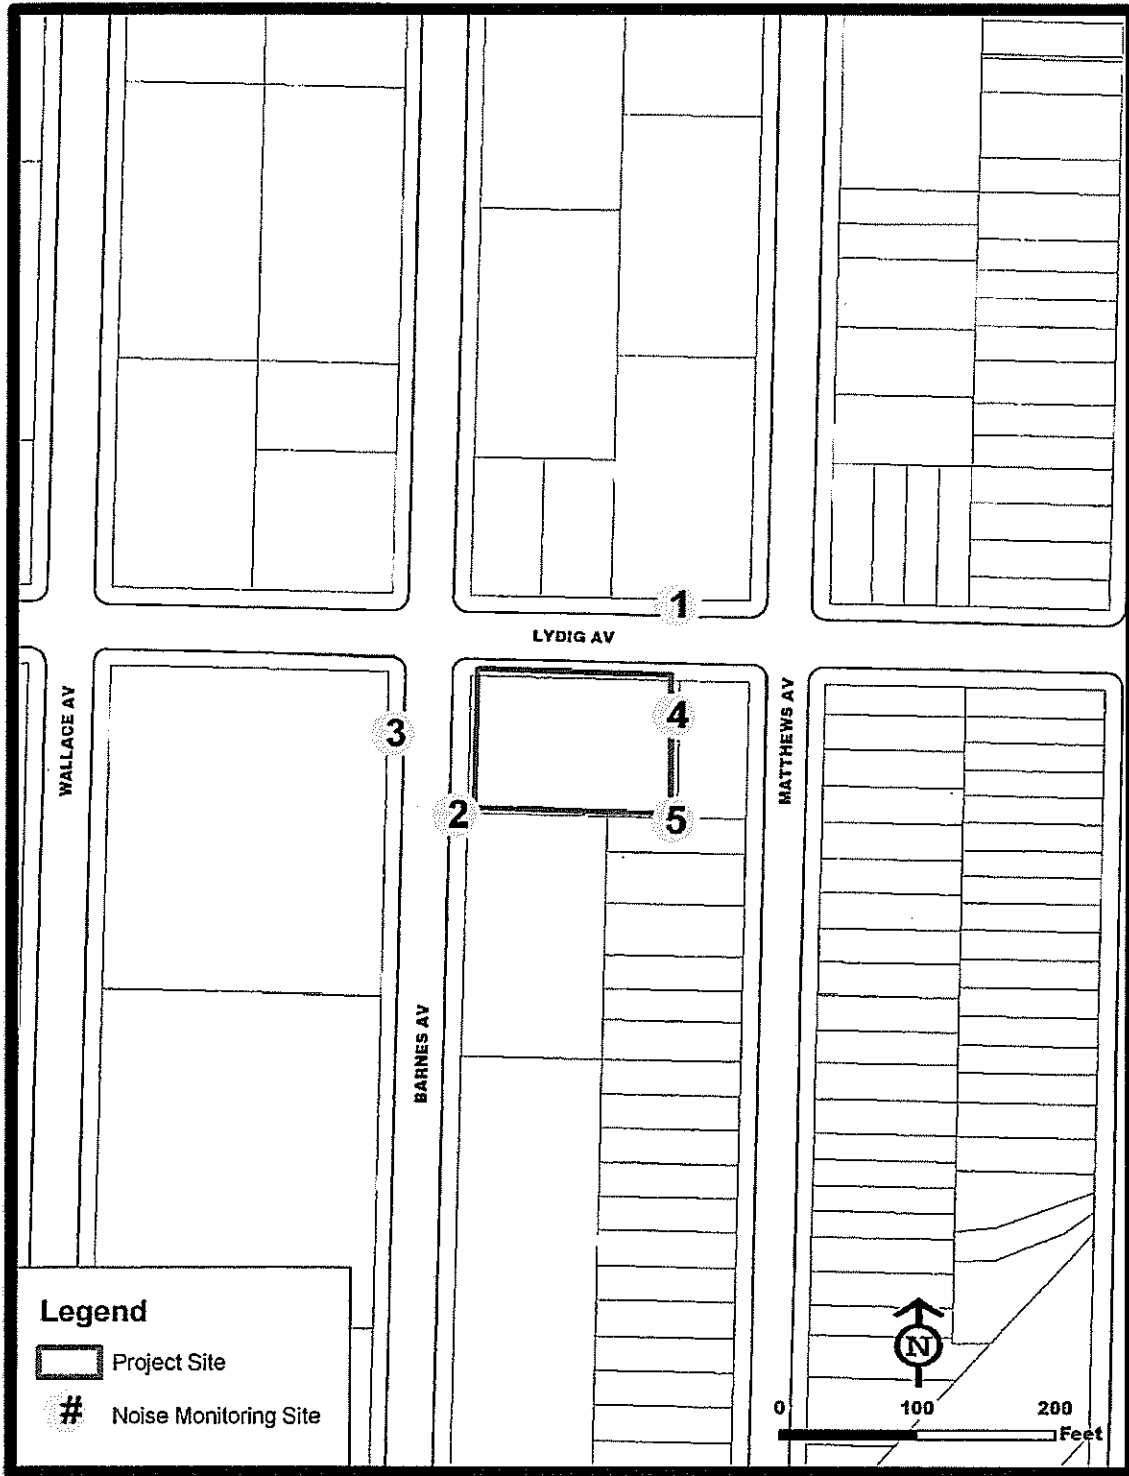 1
LYDIG AV
WALLACE AV
3
4
MATTHEWS AV
2
5
BARNES AV
Legend
Project Site
# Noise Monitoring Site
N
0 100 200
Feet